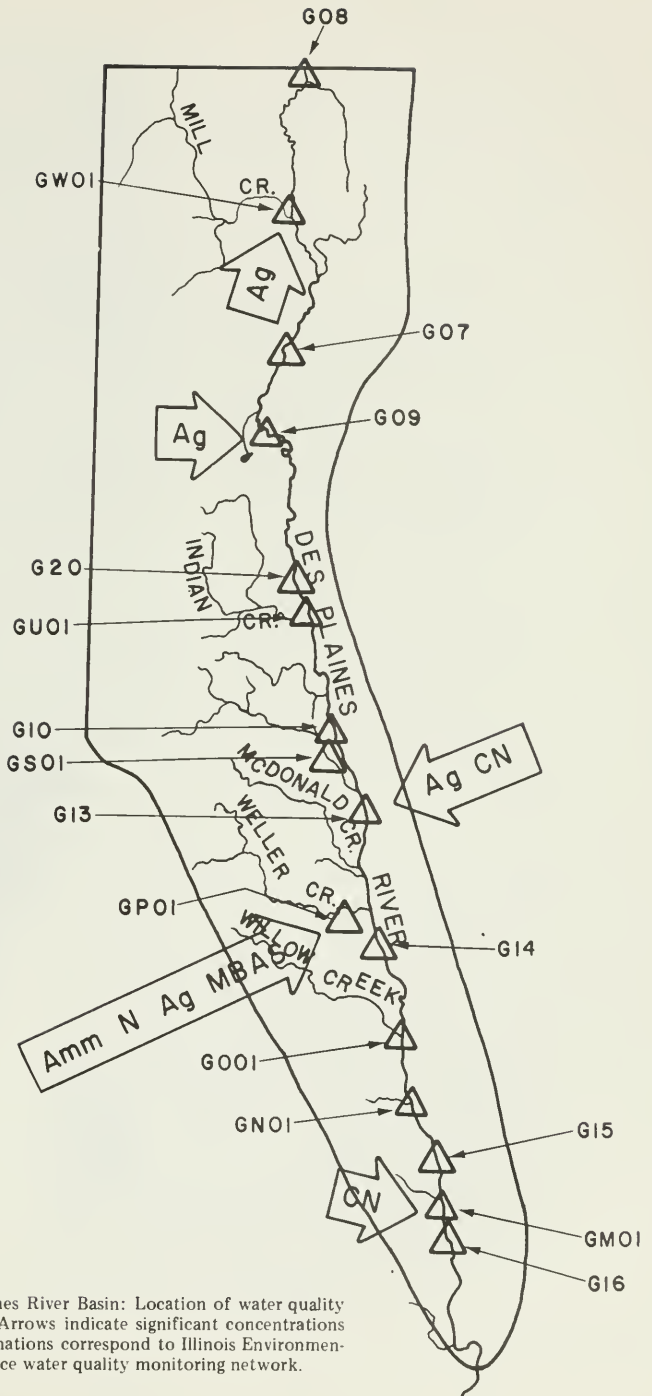 G08
MILL
GW01
CR.
Ag
G07
Ag
G09
G20
INDIAN
DES PLAINES
GU01
CR.
G10
GS01
MCDONALD
CR.
Ag CN
G13
WELLER
CR.
RIVER
GP01
G14
WILLOW
CREEK
Amm N Ag MBAS
G001
GN01
G15
CN
GM01
G16
nes River Basin: Location of water quality
Arrows indicate significant concentrations
nations correspond to Illinois Environmen-
ce water quality monitoring network.